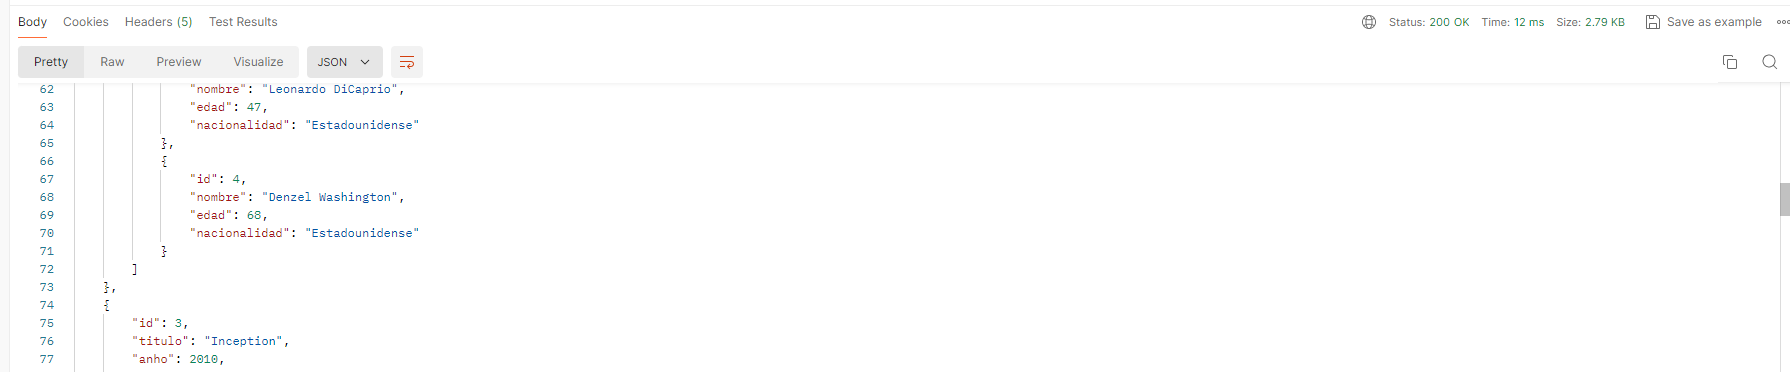 Body Cookies Headers (5) Test Results Status: 200 OK Time: 12 ms Size: 2.79 KB Save as example
Pretty Raw Preview Visualize JSON
62 "nombre": "Leonardo DiCaprio",
63 "edad": 47,
64 "nacionalidad": "Estadounidense"
65 },
66 {
67 "id": 4,
68 "nombre": "Denzel Washington",
69 "edad": 68,
70 "nacionalidad": "Estadounidense"
71 }
72 ]
73 },
74 {
75 "id": 3,
76 "titulo": "Inception",
77 "anho": 2010,